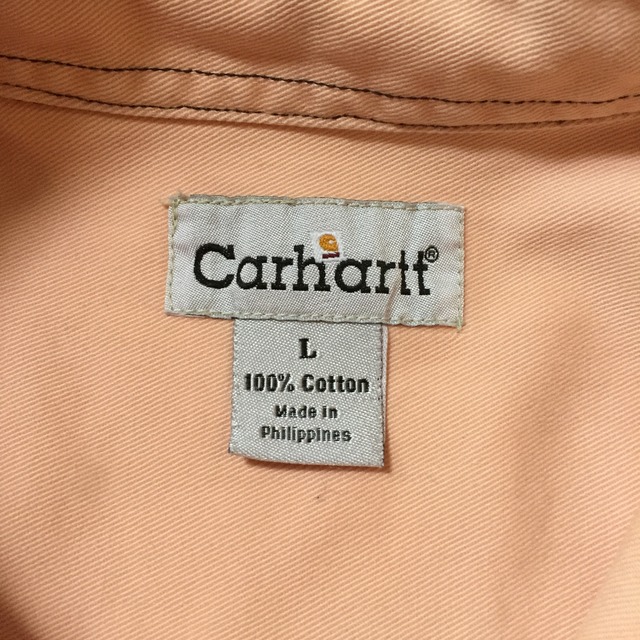 Carhartt®
L
100% Cotton
Made in
Philippines